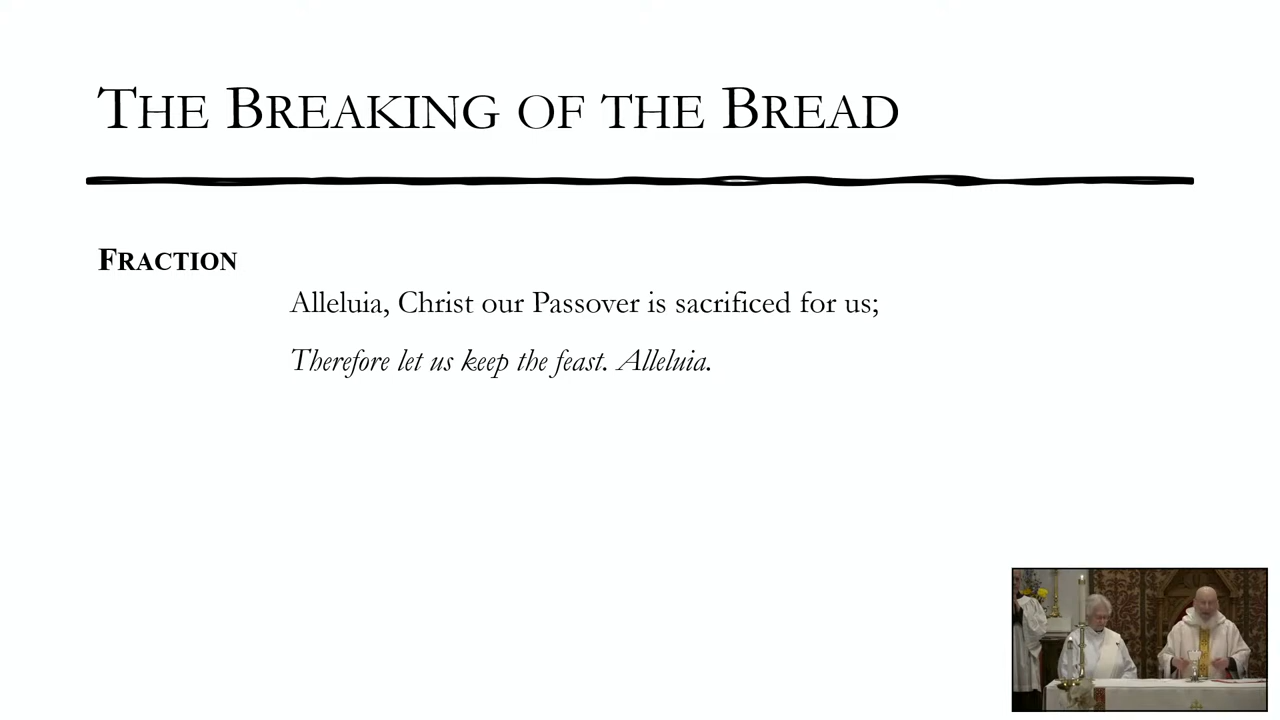 THE BREAKING OF THE BREAD
FRACTION
Alleluia, Christ our Passover is sacrificed for us;
Therefore let us keep the feast. Alleluia.